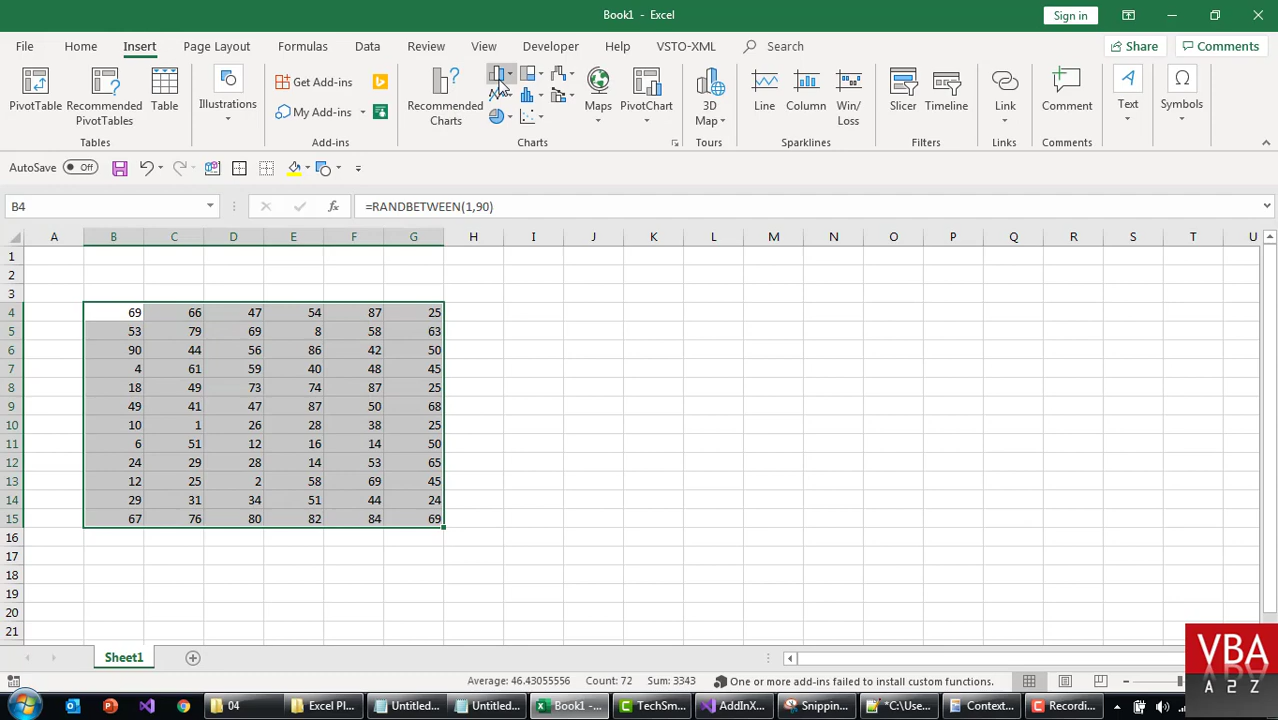 Book1 - Excel
Sign in
File Home Insert Page Layout Formulas Data Review View Developer Help VSTO-XML Search Share Comments
PivotTable
Recommended PivotTables
Table
Illustrations
Get Add-ins
My Add-ins
Recommended Charts
Maps
PivotChart
3D Map
Line
Column
Win/ Loss
Slicer
Timeline
Link
Comment
Text
Symbols
Tables Add-ins Charts Tours Sparklines Filters Links Comments
AutoSave Off
B4 fx =RANDBETWEEN(1,90)
A B C D E F G H I J K L M N O P Q R S T U
1
2
3
4 69 66 47 54 87 25
5 53 79 69 8 58 63
6 90 44 56 86 42 50
7 4 61 59 40 48 45
8 18 49 73 74 87 25
9 49 41 47 87 50 68
10 10 1 26 28 38 25
11 6 51 12 16 14 50
12 24 29 28 14 53 65
13 12 25 2 58 69 45
14 29 31 34 51 44 24
15 67 76 80 82 84 69
16
17
18
19
20
21
Sheet1
Average: 46.43055556 Count: 72 Sum: 3343 One or more add-ins failed to install custom functions.
VBA
A 2 Z
04 Excel Pl... Untitled... Untitled... Book1 -... TechSm... AddInX... Snippin... *C:\Use... Context... Recordi...